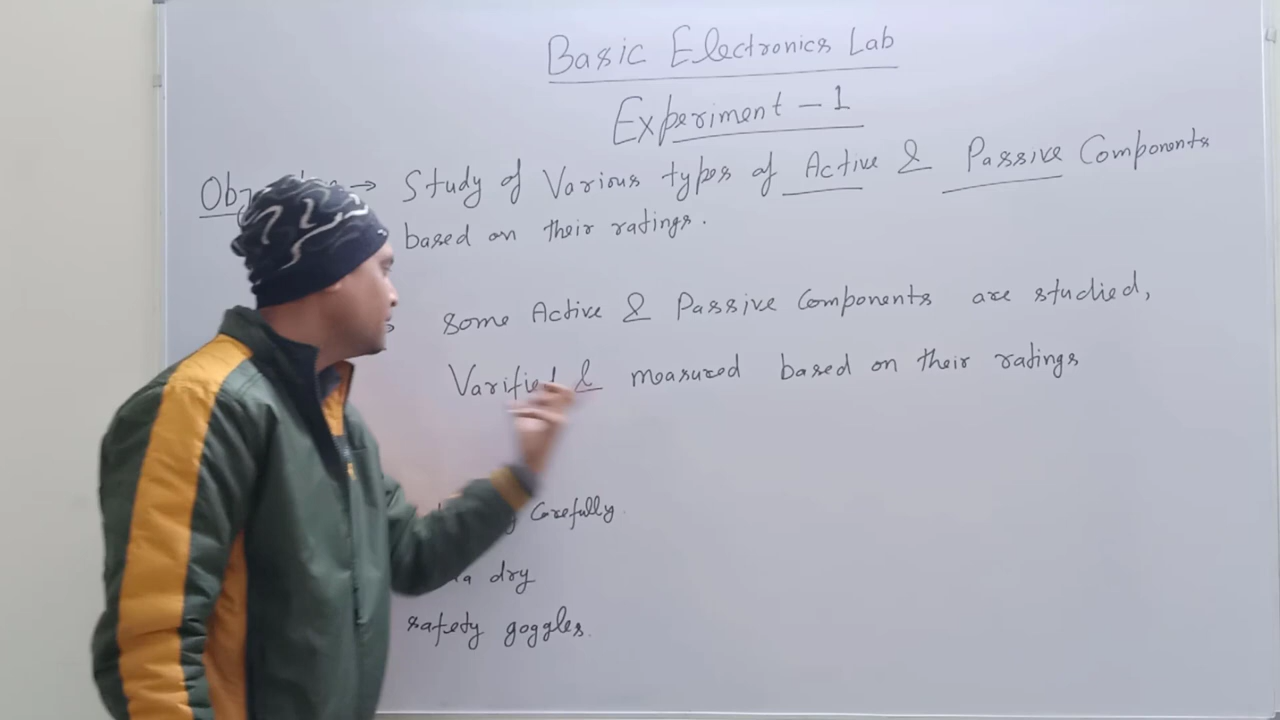 Basic Electronics Lab
Experiment - 1
→ Study of Various types of Active & Passive Components
based on their ratings.
some Active & Passive Components are studied,
Varified & measured based on their ratings
Carefully
dry
safety goggles.